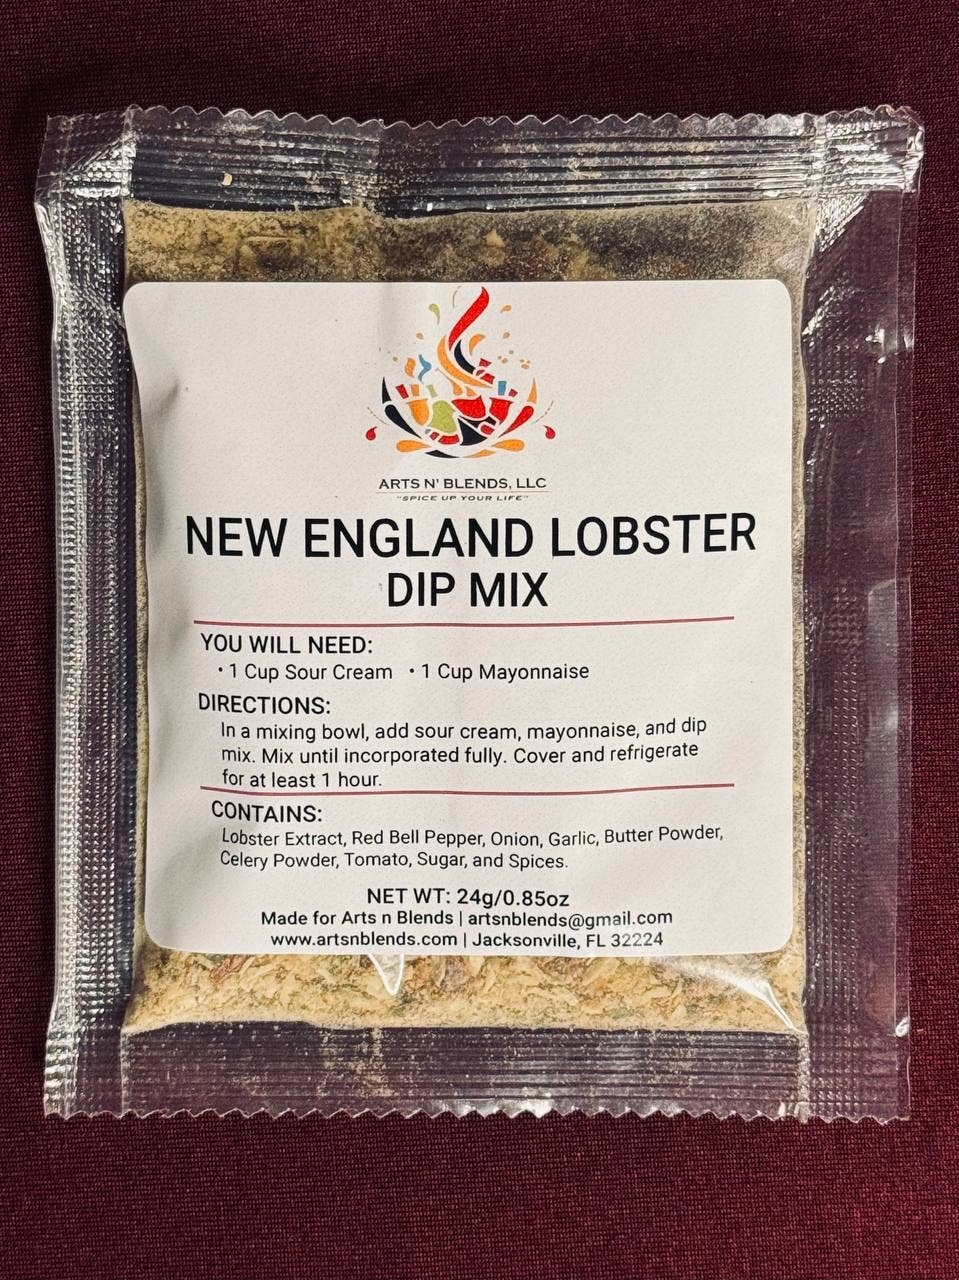 ARTS N' BLENDS, LLC
"SPICE UP YOUR LIFE"
NEW ENGLAND LOBSTER
DIP MIX
YOU WILL NEED:
• 1 Cup Sour Cream • 1 Cup Mayonnaise
DIRECTIONS:
In a mixing bowl, add sour cream, mayonnaise, and dip
mix. Mix until incorporated fully. Cover and refrigerate
for at least 1 hour.
CONTAINS:
Lobster Extract, Red Bell Pepper, Onion, Garlic, Butter Powder,
Celery Powder, Tomato, Sugar, and Spices.
NET WT: 24g/0.85oz
Made for Arts n Blends | artsnblends@gmail.com
www.artsnblends.com | Jacksonville, FL 32224